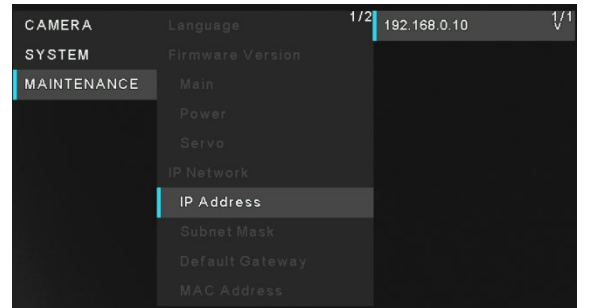 CAMERA
SYSTEM
MAINTENANCE
Language 1/2
Firmware Version
Main
Power
Servo
IP Network
IP Address
Subnet Mask
Default Gateway
MAC Address
192.168.0.10 1/1